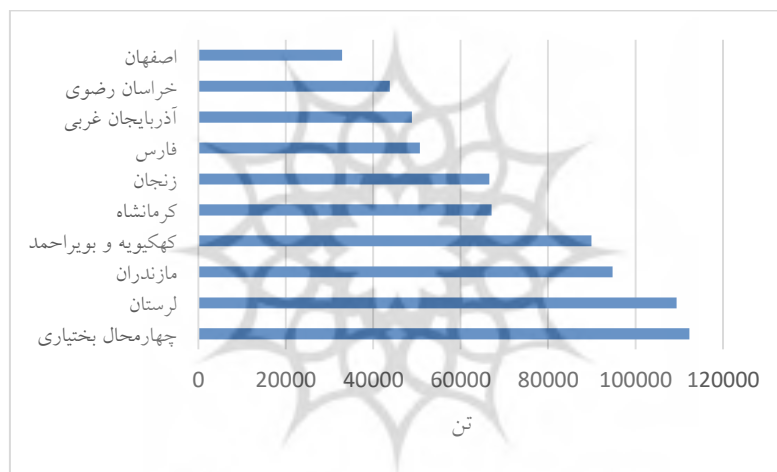 اصفهان
خراسان رضوی
آذربایجان غربی
فارس
زنجان
کرمانشاه
کهکیویه و بویراحمد
مازندران
لرستان
چهارمحال بختیاری
0 20000 40000 60000 80000 100000 120000
تن